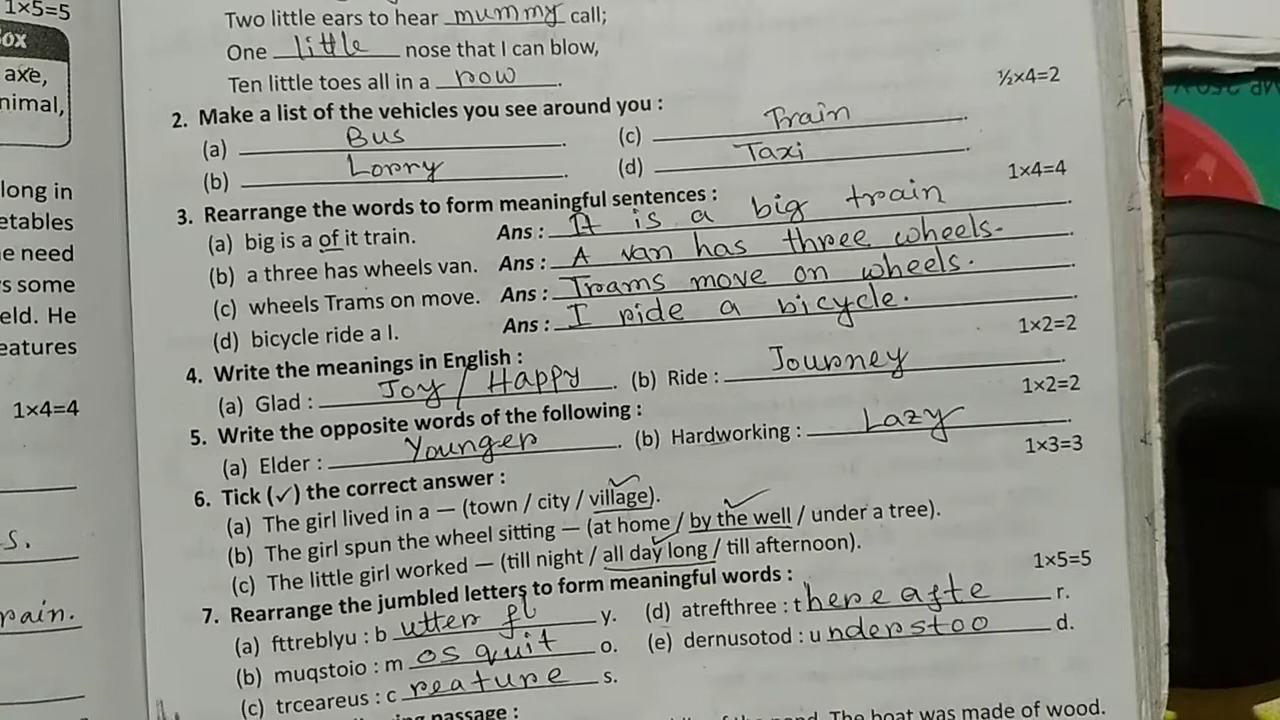 1×5=5
ox
axe,
nimal,
long in
etables
e need
s some
eld. He
eatures
1×4=4
s.
rain.
Two little ears to hear mummy call;
One little nose that I can blow,
Ten little toes all in a row.
½×4=2
2. Make a list of the vehicles you see around you :
(a) Bus. (c) Train.
(b) Lorry. (d) Taxi.
1×4=4
3. Rearrange the words to form meaningful sentences :
(a) big is a of it train. Ans : It is a big train.
(b) a three has wheels van. Ans : A van has three wheels.
(c) wheels Trams on move. Ans : Trams move on wheels.
(d) bicycle ride a I. Ans : I ride a bicycle.
1×2=2
4. Write the meanings in English :
(a) Glad : Joy / Happy. (b) Ride : Journey.
1×2=2
5. Write the opposite words of the following :
(a) Elder : Younger. (b) Hardworking : Lazy.
1×3=3
6. Tick (✓) the correct answer :
(a) The girl lived in a — (town / city / village).
(b) The girl spun the wheel sitting — (at home / by the well / under a tree).
(c) The little girl worked — (till night / all day long / till afternoon).
1×5=5
7. Rearrange the jumbled letters to form meaningful words :
(a) fttreblyu : b utter fl y. (d) atrefthree : t hereafte r.
(b) muqstoio : m os quit o. (e) dernusotod : u nderstoo d.
(c) trceareus : c reature s.
passage :
The boat was made of wood.